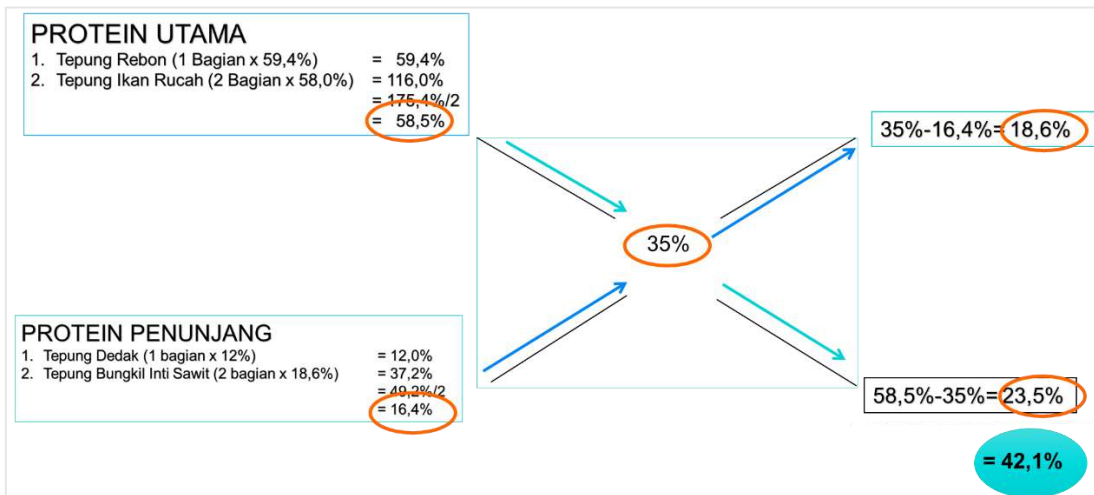 PROTEIN UTAMA
1. Tepung Rebon (1 Bagian x 59,4%) = 59,4%
2. Tepung Ikan Rucah (2 Bagian x 58,0%) = 116,0%
= 175,4%/2
= 58,5%
35%-16,4%= 18,6%
35%
PROTEIN PENUNJANG
1. Tepung Dedak (1 bagian x 12%) = 12,0%
2. Tepung Bungkil Inti Sawit (2 bagian x 18,6%) = 37,2%
= 49,2%/2
= 16,4%
58,5%-35%= 23,5%
= 42,1%